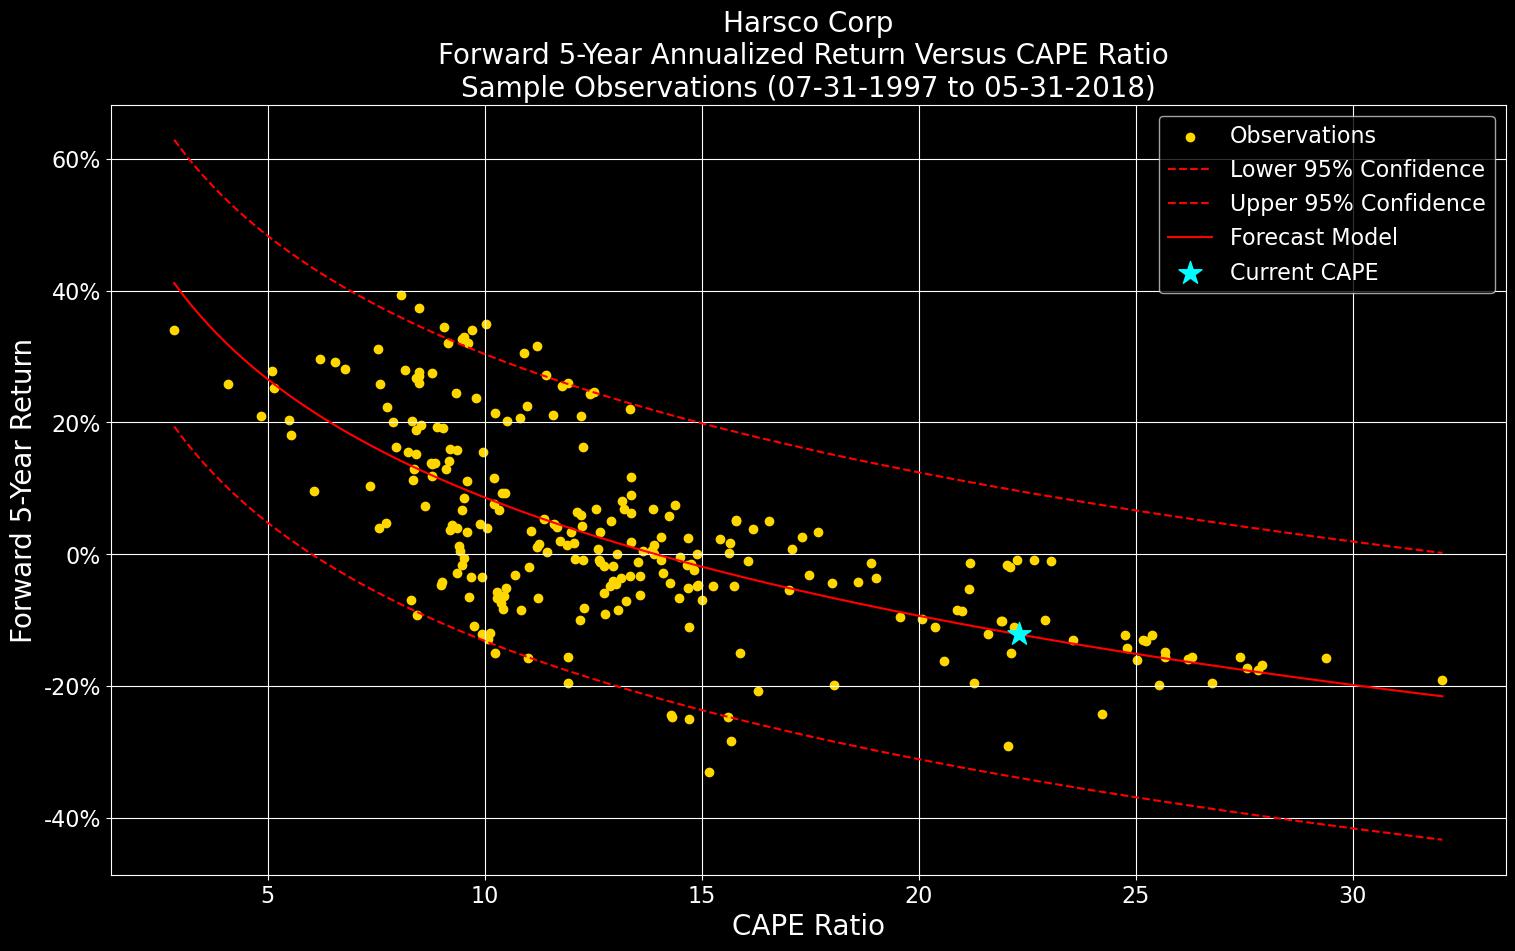 Harsco Corp
Forward 5-Year Annualized Return Versus CAPE Ratio
Sample Observations (07-31-1997 to 05-31-2018)
Observations
Lower 95% Confidence
Upper 95% Confidence
Forecast Model
Current CAPE
Forward 5-Year Return
60%
40%
20%
0%
-20%
-40%
5 10 15 20 25 30
CAPE Ratio